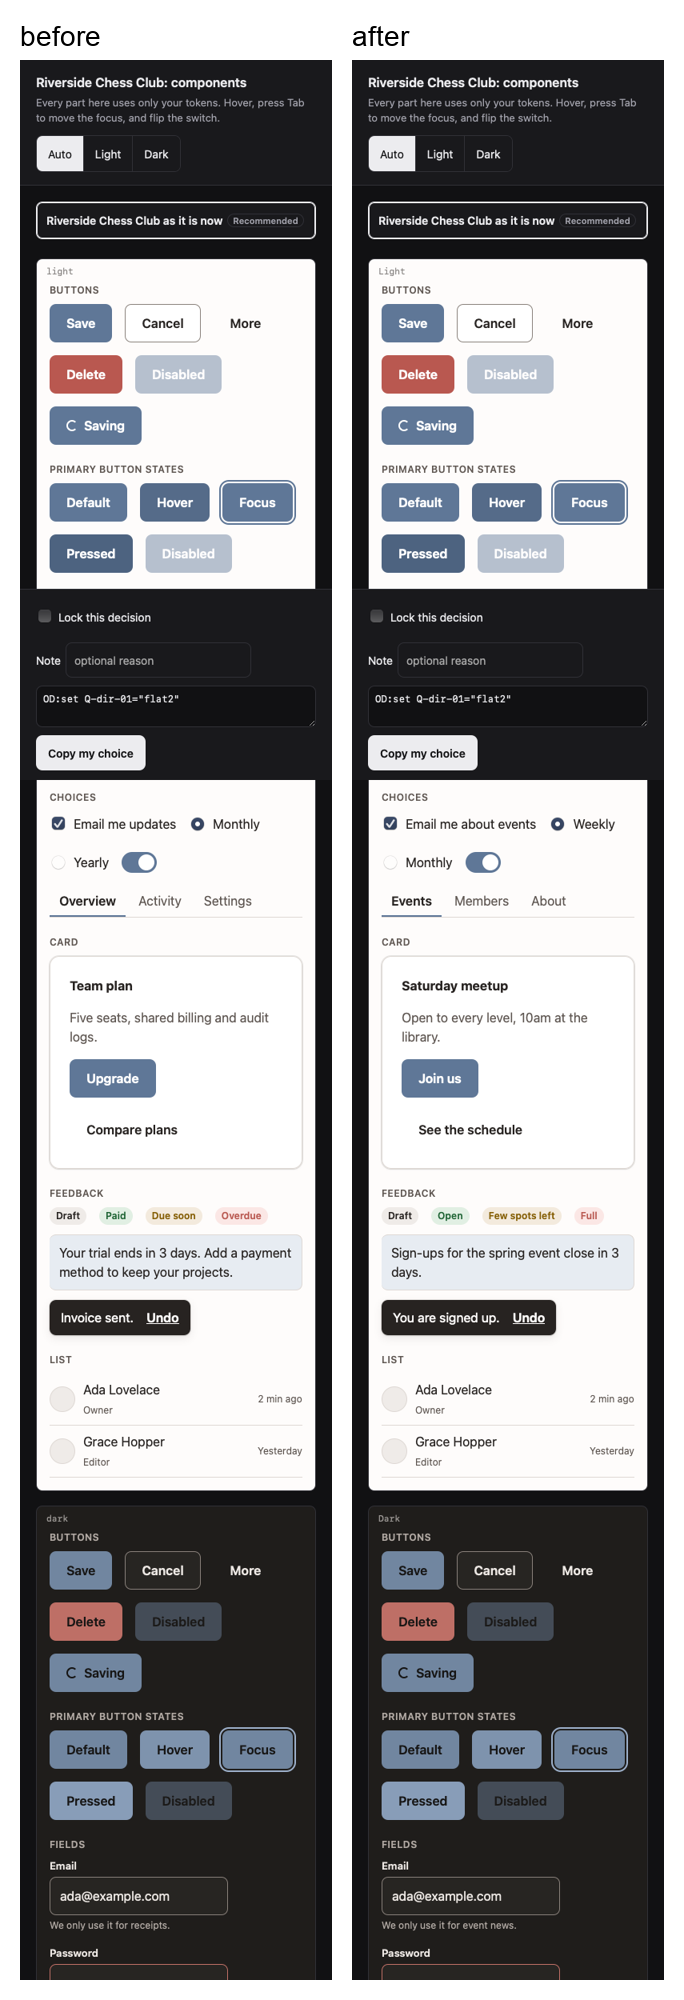 before
Riverside Chess Club: components
Every part here uses only your tokens. Hover, press Tab
to move the focus, and flip the switch.
Auto
Light
Dark
Riverside Chess Club as it is now
Recommended
light
BUTTONS
Save
Cancel
More
Delete
Disabled
Saving
PRIMARY BUTTON STATES
Default
Hover
Focus
Pressed
Disabled
Lock this decision
Note
optional reason
OD:set Q-dir-01="flat2"
Copy my choice
CHOICES
Email me updates
Monthly
Yearly
Overview
Activity
Settings
CARD
Team plan
Five seats, shared billing and audit
logs.
Upgrade
Compare plans
FEEDBACK
Draft
Paid
Due soon
Overdue
Your trial ends in 3 days. Add a payment
method to keep your projects.
Invoice sent.
Undo
LIST
Ada Lovelace
2 min ago
Owner
Grace Hopper
Yesterday
Editor
dark
BUTTONS
Save
Cancel
More
Delete
Disabled
Saving
PRIMARY BUTTON STATES
Default
Hover
Focus
Pressed
Disabled
FIELDS
Email
ada@example.com
We only use it for receipts.
Password
after
Riverside Chess Club: components
Every part here uses only your tokens. Hover, press Tab
to move the focus, and flip the switch.
Auto
Light
Dark
Riverside Chess Club as it is now
Recommended
Light
BUTTONS
Save
Cancel
More
Delete
Disabled
Saving
PRIMARY BUTTON STATES
Default
Hover
Focus
Pressed
Disabled
Lock this decision
Note
optional reason
OD:set Q-dir-01="flat2"
Copy my choice
CHOICES
Email me about events
Weekly
Monthly
Events
Members
About
CARD
Saturday meetup
Open to every level, 10am at the
library.
Join us
See the schedule
FEEDBACK
Draft
Open
Few spots left
Full
Sign-ups for the spring event close in 3
days.
You are signed up.
Undo
LIST
Ada Lovelace
2 min ago
Owner
Grace Hopper
Yesterday
Editor
Dark
BUTTONS
Save
Cancel
More
Delete
Disabled
Saving
PRIMARY BUTTON STATES
Default
Hover
Focus
Pressed
Disabled
FIELDS
Email
ada@example.com
We only use it for event news.
Password